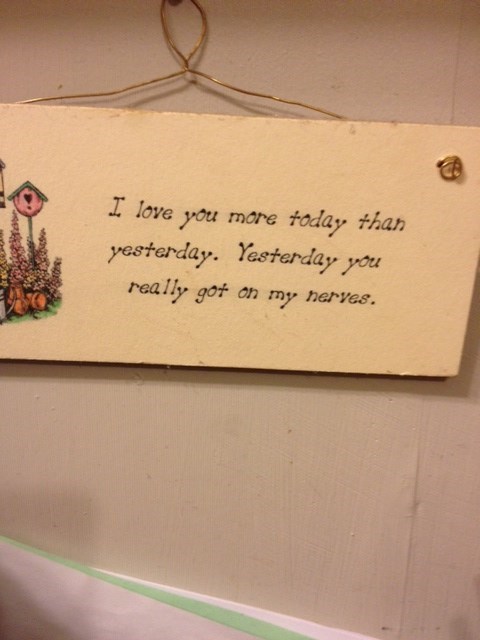 I love you more today than
yesterday. Yesterday you
really got on my nerves.